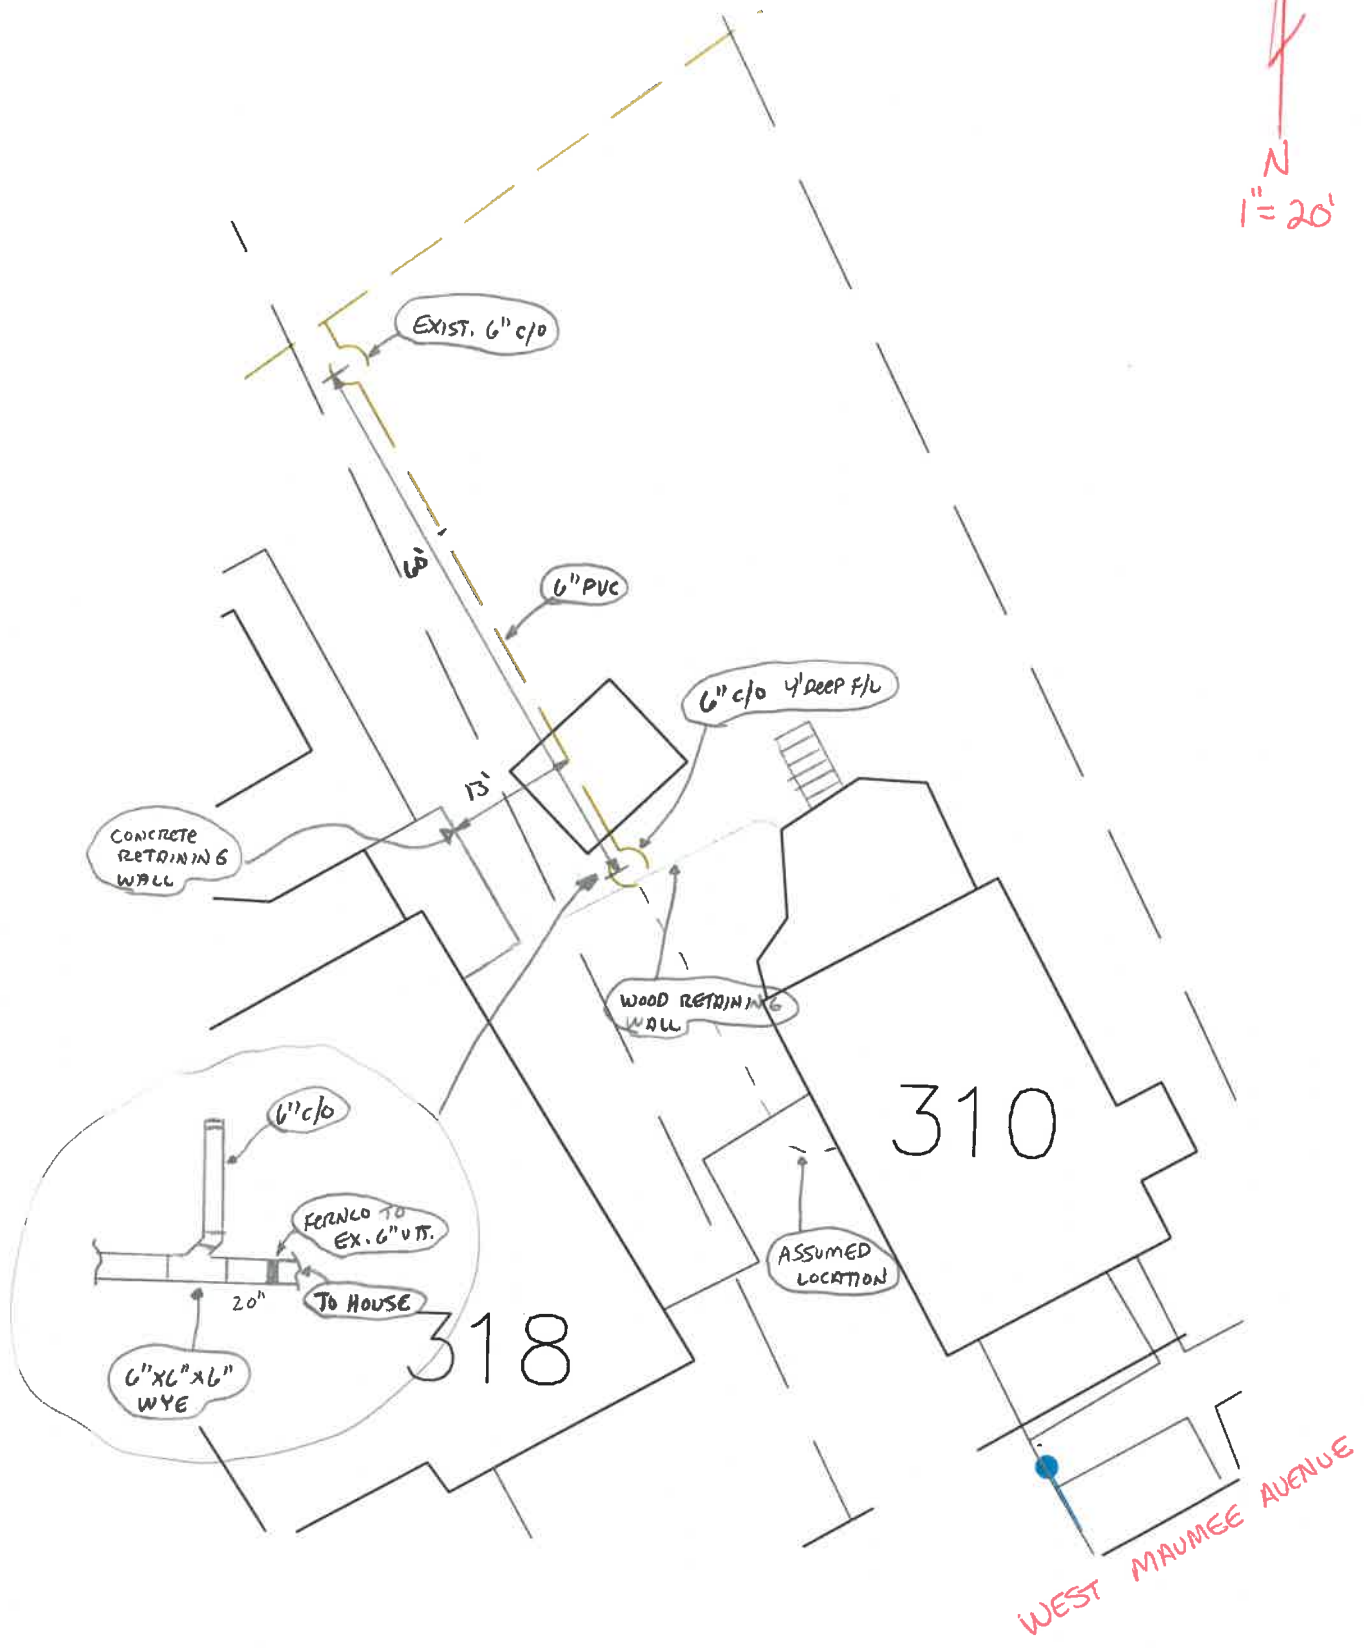 N
1"=20'
EXIST. 6" C/O
60'
6" PVC
6" C/O 4' DEEP F/L
13'
CONCRETE
RETAINING
WALL
WOOD RETAINING
WALL
310
6" C/O
FERNCO TO
EX. 6" VIT.
TO HOUSE
20"
6"X6"X6"
WYE
318
ASSUMED
LOCATION
WEST MAUMEE AVENUE